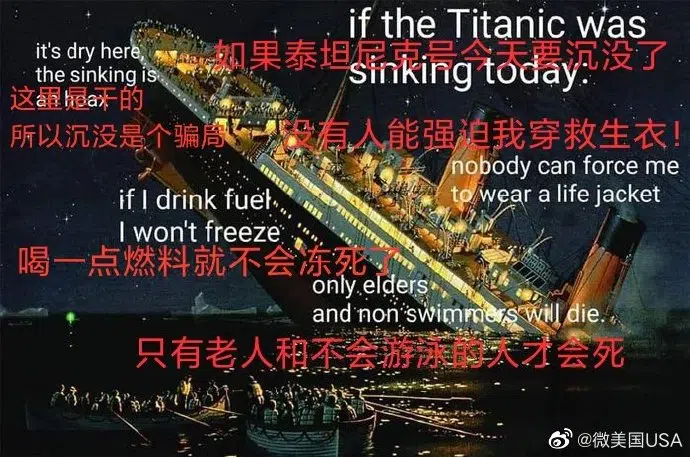 if the Titanic was
sinking today:
如果泰坦尼克号今天要沉没了
it's dry here,
the sinking is
an hoax
这里是干的
所以沉没是个骗局
没有人能强迫我穿救生衣!
nobody can force me
to wear a life jacket
if I drink fuel
I won't freeze
喝一点燃料就不会冻死了
only elders
and non swimmers will die.
只有老人和不会游泳的人才会死
@微美国USA